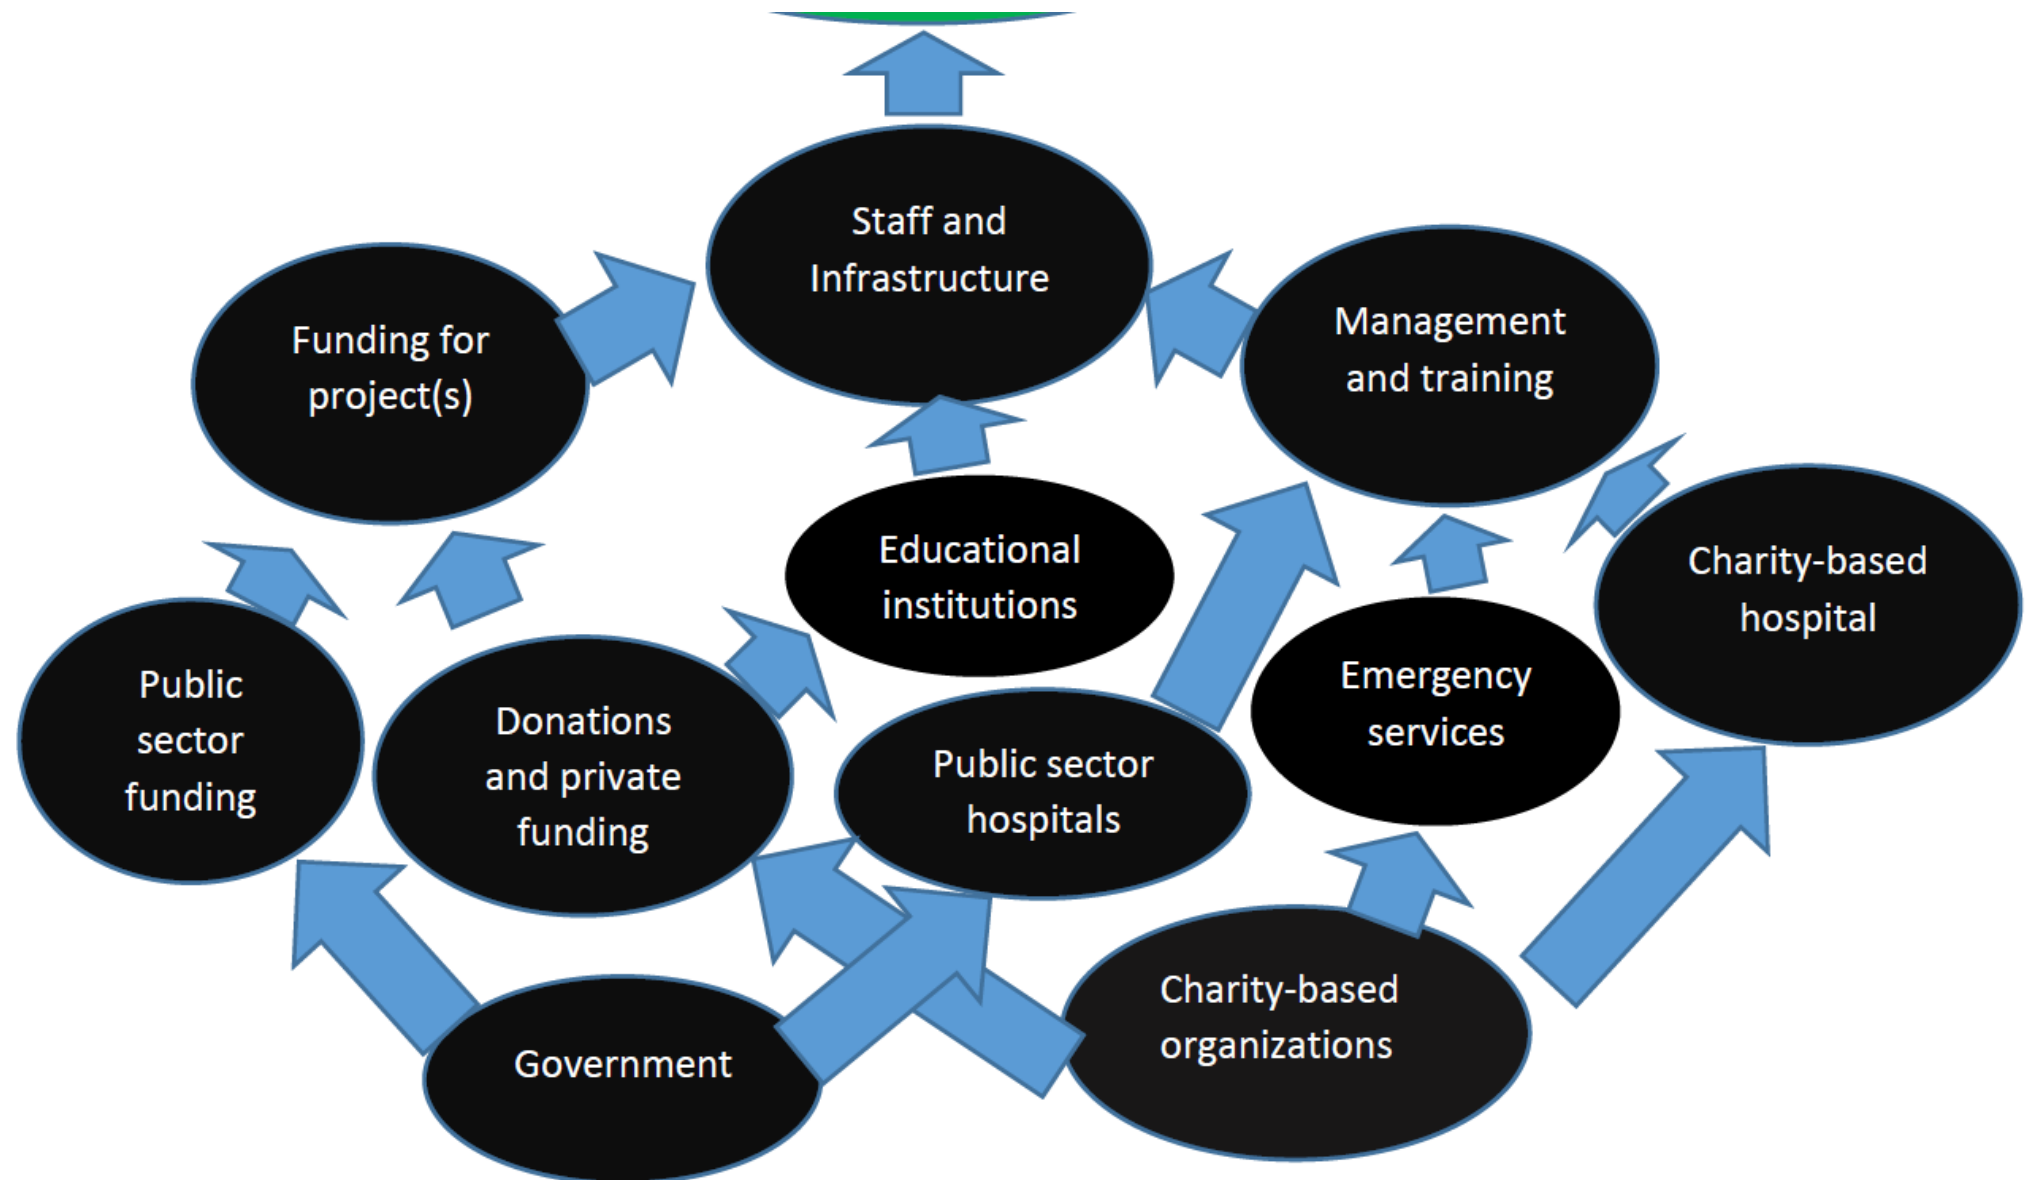 Staff and
Infrastructure
Funding for
project(s)
Management
and training
Educational
institutions
Charity-based
hospital
Public
sector
funding
Donations
and private
funding
Public sector
hospitals
Emergency
services
Government
Charity-based
organizations